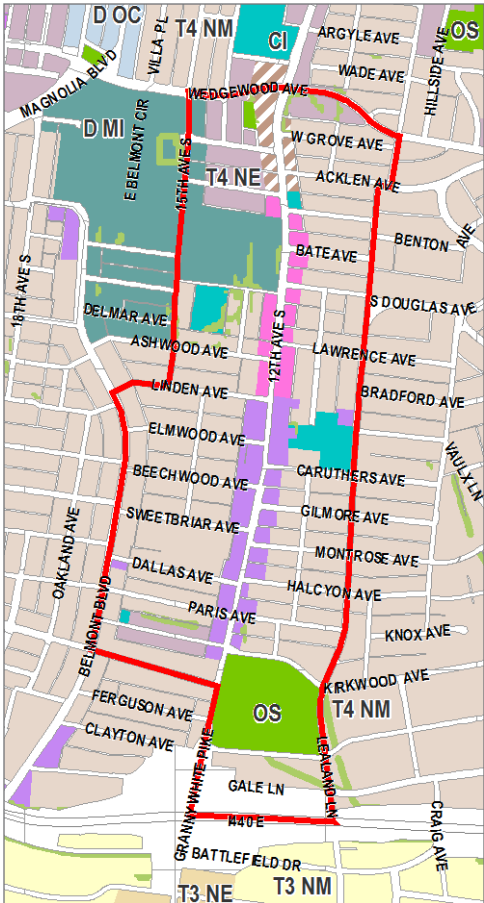 D OC
T4 NM
CI
OS
ARGYLE AVE
HILLSIDE AVE
VILLA PL
WADE AVE
MAGNOLIA BLVD
WEDGEWOOD AVE
D MI
E BELMONT CIR
15TH AVE S
W GROVE AVE
T4 NE
ACKLEN AVE
BENTON AVE
BATE AVE
18TH AVE S
S DOUGLAS AVE
DELMAR AVE
ASHWOOD AVE
12TH AVE S
LAWRENCE AVE
LINDEN AVE
BRADFORD AVE
ELMWOOD AVE
VAULX LN
BEECHWOOD AVE
CARUTHERS AVE
SWEETBRIAR AVE
GILMORE AVE
OAKLAND AVE
MONTROSE AVE
DALLAS AVE
HALCYON AVE
BELMONT BLVD
PARIS AVE
KNOX AVE
KIRKWOOD AVE
FERGUSON AVE
OS
T4 NM
CLAYTON AVE
GRANNY WHITE PIKE
LEALAND LN
GALE LN
I440 E
CRAIG AVE
BATTLEFIELD DR
T3 NE
T3 NM